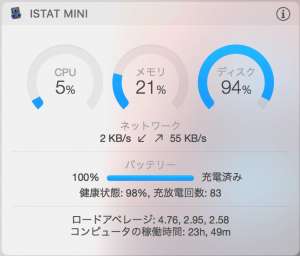 ISTAT MINI
CPU
5%
メモリ
21%
ディスク
94%
ネットワーク
2 KB/s ↙ ↗ 55 KB/s
バッテリー
100% 充電済み
健康状態: 98%, 充放電回数: 83
ロードアベレージ: 4.76, 2.95, 2.58
コンピュータの稼働時間: 23h, 49m